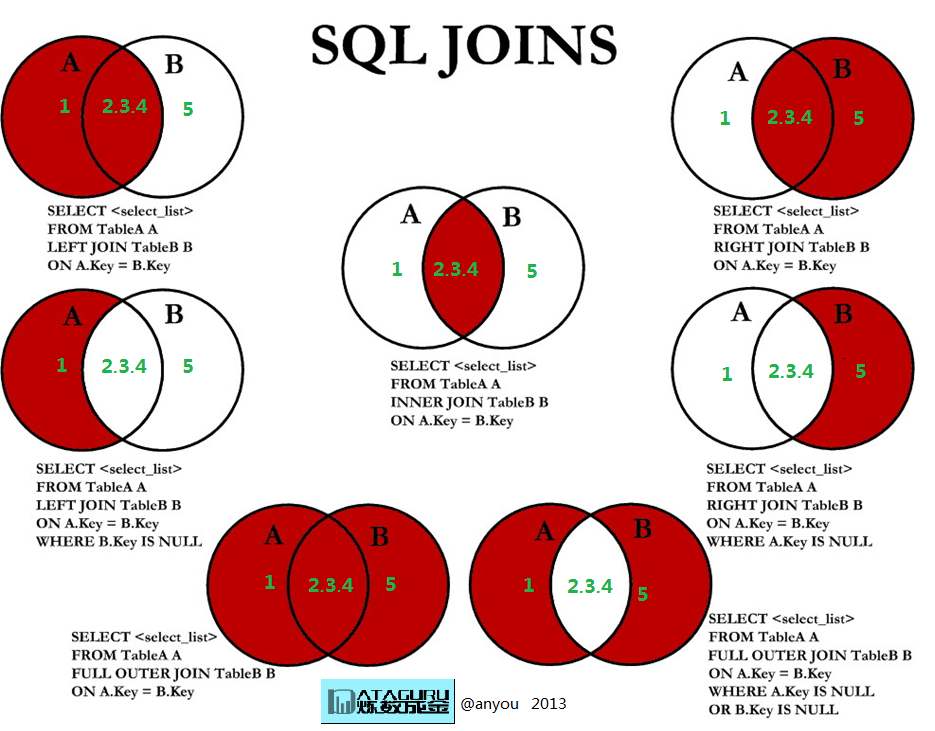 SQL JOINS
A B
1 2.3.4 5
SELECT <select_list>
FROM TableA A
LEFT JOIN TableB B
ON A.Key = B.Key
A B
1 2.3.4 5
SELECT <select_list>
FROM TableA A
RIGHT JOIN TableB B
ON A.Key = B.Key
A B
1 2.3.4 5
SELECT <select_list>
FROM TableA A
INNER JOIN TableB B
ON A.Key = B.Key
A B
1 2.3.4 5
SELECT <select_list>
FROM TableA A
LEFT JOIN TableB B
ON A.Key = B.Key
WHERE B.Key IS NULL
A B
1 2.3.4 5
SELECT <select_list>
FROM TableA A
RIGHT JOIN TableB B
ON A.Key = B.Key
WHERE A.Key IS NULL
A B
1 2.3.4 5
SELECT <select_list>
FROM TableA A
FULL OUTER JOIN TableB B
ON A.Key = B.Key
A B
1 2.3.4 5
SELECT <select_list>
FROM TableA A
FULL OUTER JOIN TableB B
ON A.Key = B.Key
WHERE A.Key IS NULL
OR B.Key IS NULL
DATAGURU
炼数成金
@anyou 2013